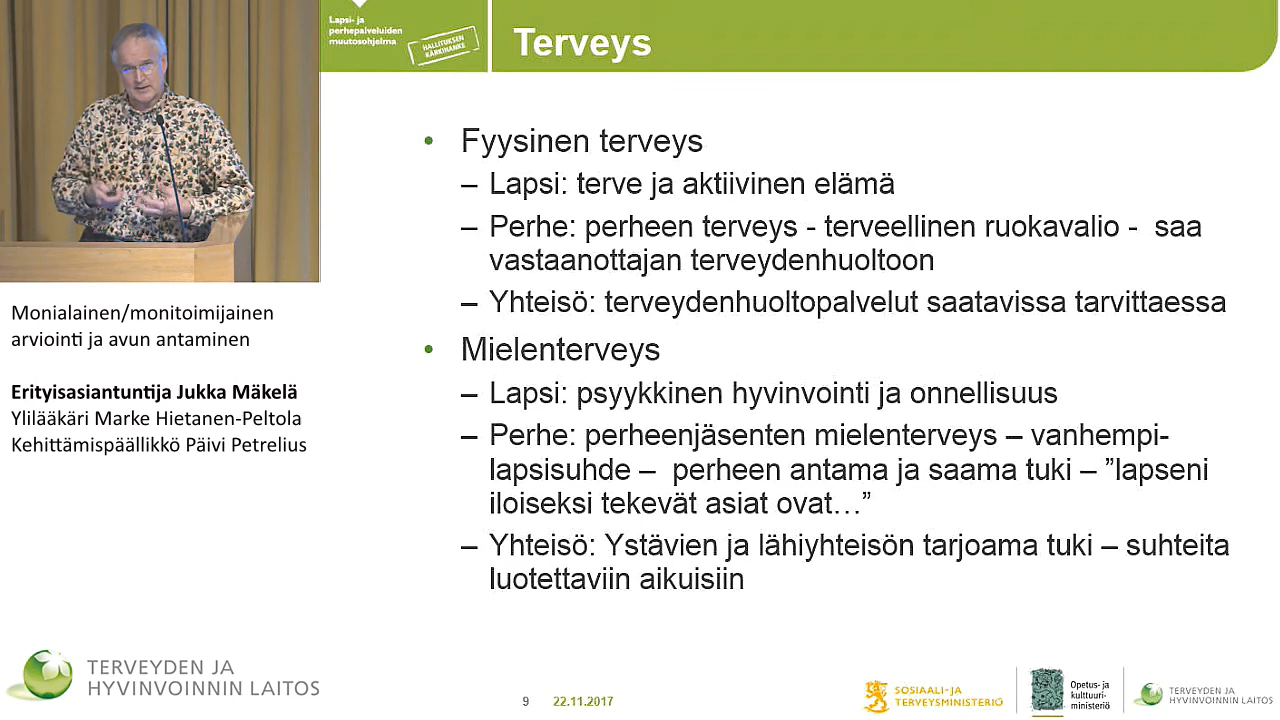 Lapsi- ja
perhepalveluiden
muutosohjelma
HALLITUKSEN
KÄRKIHANKE
Terveys
• Fyysinen terveys
– Lapsi: terve ja aktiivinen elämä
– Perhe: perheen terveys - terveellinen ruokavalio - saa
vastaanottajan terveydenhuoltoon
– Yhteisö: terveydenhuoltopalvelut saatavissa tarvittaessa
• Mielenterveys
– Lapsi: psyykkinen hyvinvointi ja onnellisuus
– Perhe: perheenjäsenten mielenterveys – vanhempi-
lapsisuhde – perheen antama ja saama tuki – ”lapseni
iloiseksi tekevät asiat ovat…”
– Yhteisö: Ystävien ja lähiyhteisön tarjoama tuki – suhteita
luotettaviin aikuisiin
Monialainen/monitoimijainen
arviointi ja avun antaminen
Erityisasiantuntija Jukka Mäkelä
Ylilääkäri Marke Hietanen-Peltola
Kehittämispäällikkö Päivi Petrelius
TERVEYDEN JA
HYVINVOINNIN LAITOS
9 22.11.2017
SOSIAALI- JA
TERVEYSMINISTERIÖ
Opetus- ja
kulttuuri-
ministeriö
TERVEYDEN JA
HYVINVOINNIN LAITOS